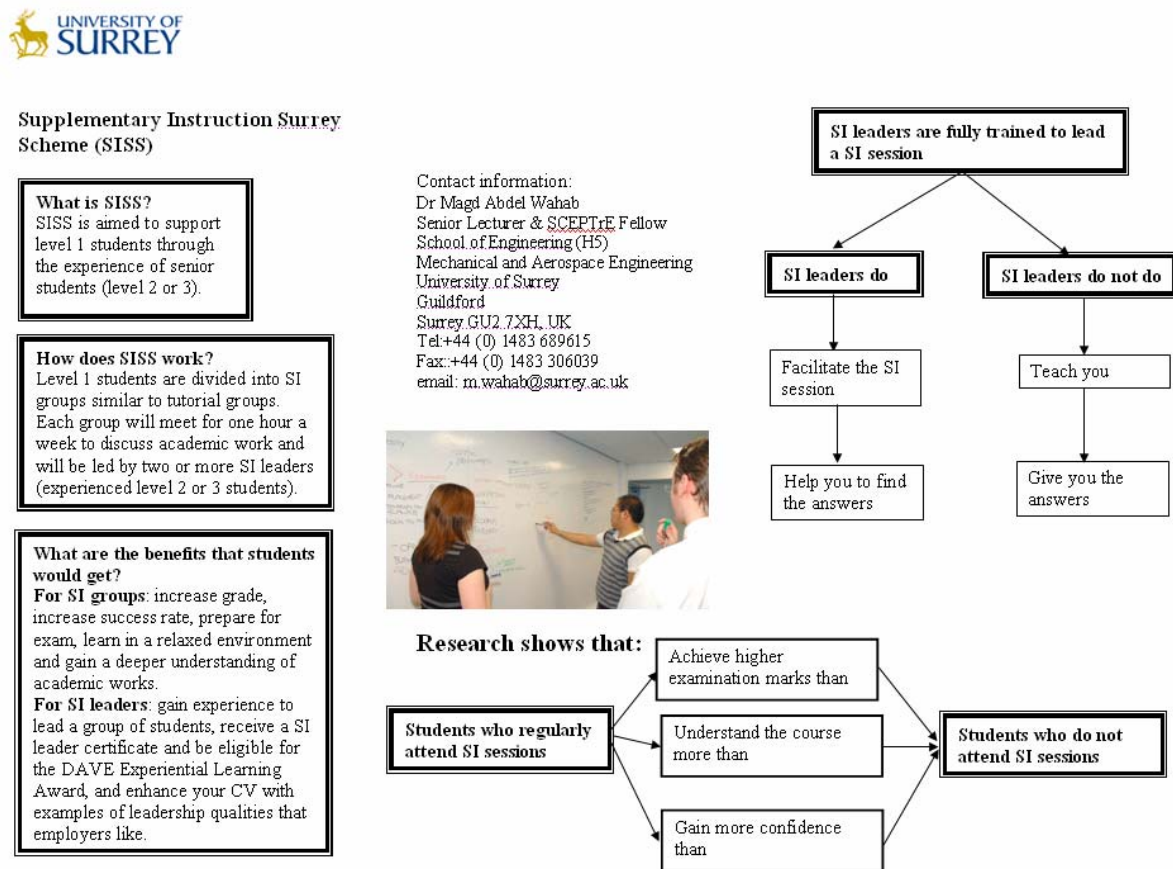 UNIVERSITY OF
SURREY
Supplementary Instruction Surrey
Scheme (SISS)
What is SISS?
SISS is aimed to support
level 1 students through
the experience of senior
students (level 2 or 3).
How does SISS work?
Level 1 students are divided into SI
groups similar to tutorial groups.
Each group will meet for one hour a
week to discuss academic work and
will be led by two or more SI leaders
(experienced level 2 or 3 students).
What are the benefits that students
would get?
For SI groups: increase grade,
increase success rate, prepare for
exam, learn in a relaxed environment
and gain a deeper understanding of
academic works.
For SI leaders: gain experience to
lead a group of students, receive a SI
leader certificate and be eligible for
the DAVE Experiential Learning
Award, and enhance your CV with
examples of leadership qualities that
employers like.
Contact information:
Dr Magd Abdel Wahab
Senior Lecturer & SCEPTrE Fellow
School of Engineering (H5)
Mechanical and Aerospace Engineering
University of Surrey
Guildford
Surrey GU2 7XH, UK
Tel:+44 (0) 1483 689615
Fax:+44 (0) 1483 306039
email: m.wahab@surrey.ac.uk
SI leaders are fully trained to lead
a SI session
SI leaders do
SI leaders do not do
Facilitate the SI
session
Teach you
Help you to find
the answers
Give you the
answers
Research shows that:
Students who regularly
attend SI sessions
Achieve higher
examination marks than
Understand the course
more than
Gain more confidence
than
Students who do not
attend SI sessions